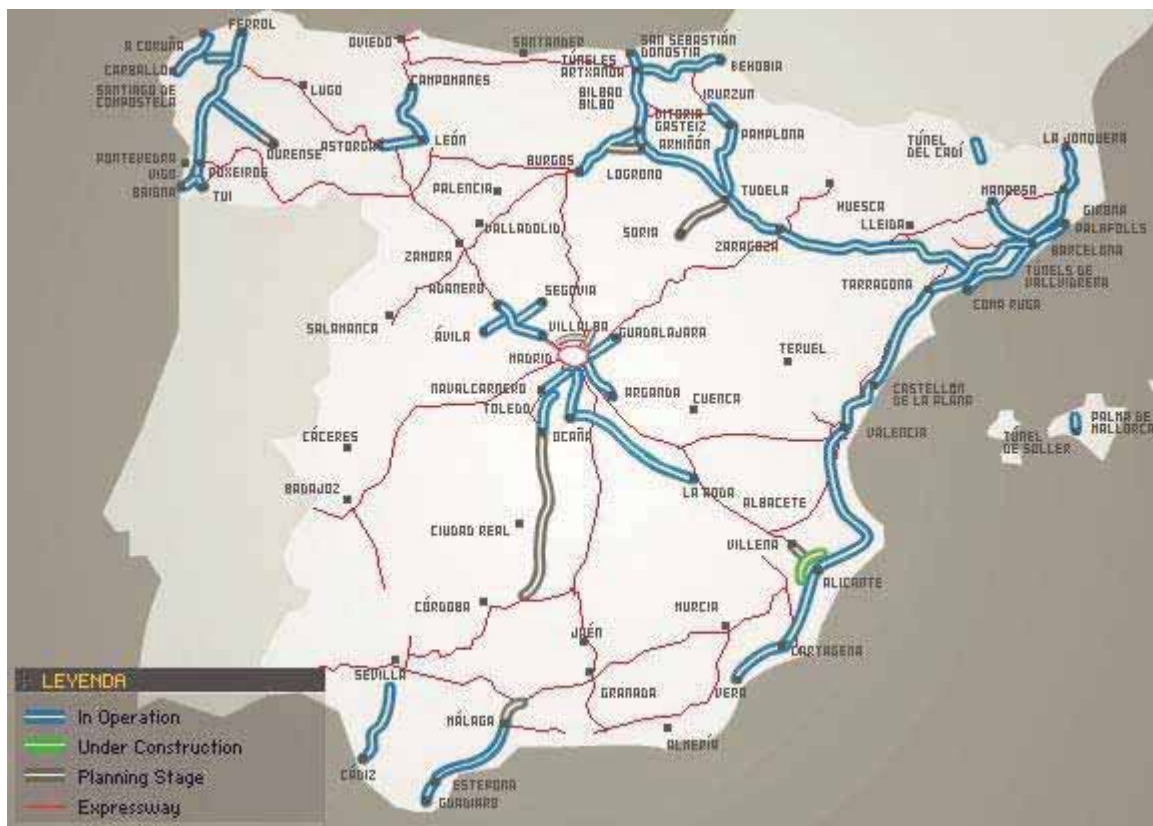 FERROL
A CORUÑA
OVIEDO
SANTANDER
SAN SEBASTIÁN
DONOSTIA
CARBALLO
TÚNELES
ARTXANDA
BEHOBIA
SANTIAGO DE
COMPOSTELA
LUGO
CAMPOMANES
BILBAO
BILBO
IRURZUN
VITORIA
GASTEIZ
PAMPLONA
OURENSE
ASTORGA
LEÓN
ARMIÑÓN
TÚNEL
DEL CADÍ
LA JONQUERA
PONTEVEDRA
VIGO
PUXEIROS
BURGOS
LOGRONO
BAIONA
TUI
PALENCIA
TUDELA
HUESCA
MANRESA
GIRONA
VALLADOLID
SORIA
LLEIDA
PALAFOLLS
ZAMORA
ZARAGOZA
BARCELONA
ADANERO
SEGOVIA
TARRAGONA
TUNELS DE
VALLVIDRERA
COMA RUGA
SALAMANCA
ÁVILA
VILLALBA
GUADALAJARA
MADRID
TERUEL
NAVALCARNERO
ARGANDA
CUENCA
CASTELLÓN
DE LA PLANA
TOLEDO
OCAÑA
VALENCIA
PALMA DE
MALLORCA
TÚNEL
DE SOLLER
CÁCERES
BADAJOZ
LA RODA
ALBACETE
CIUDAD REAL
VILLENA
ALICANTE
CÓRDOBA
MURCIA
JAÉN
CARTAGENA
SEVILLA
GRANADA
VERA
MÁLAGA
ALMERÍA
CÁDIZ
ESTEPONA
GUADIARO
LEYENDA
In Operation
Under Construction
Planning Stage
Expressway